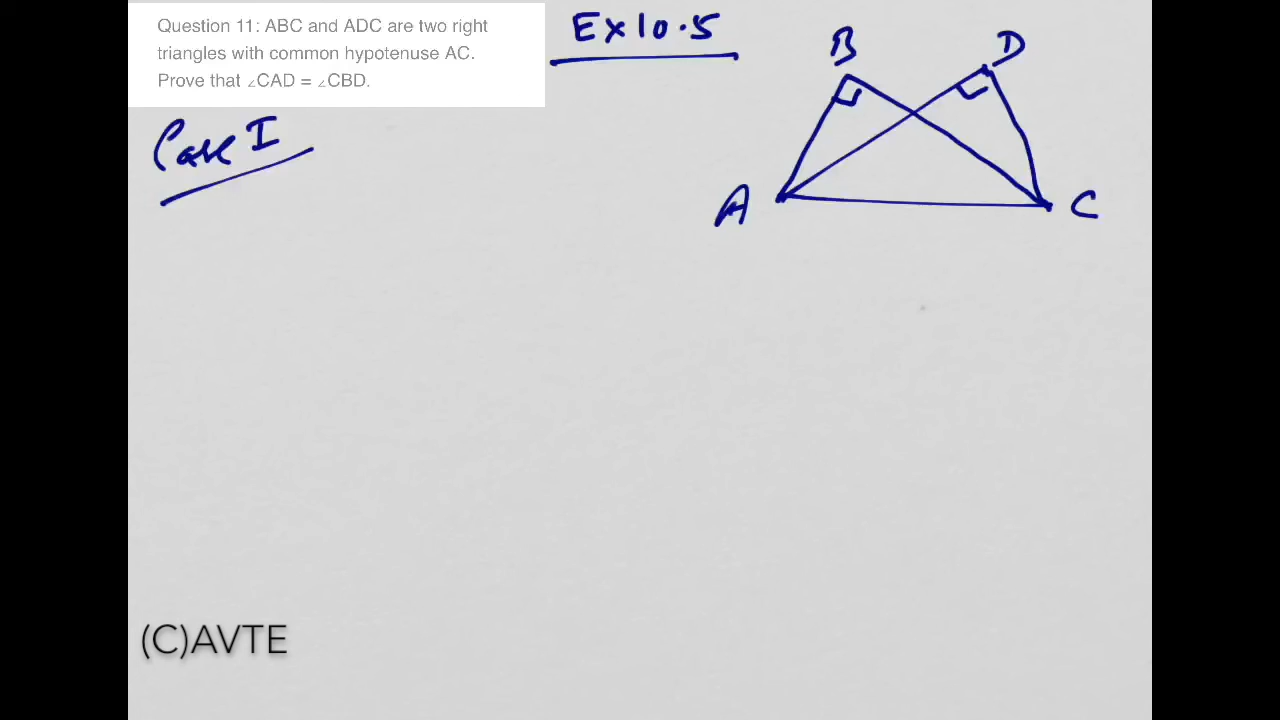 Question 11: ABC and ADC are two right
triangles with common hypotenuse AC.
Prove that ∠CAD = ∠CBD.
Ex 10.5
Case I
B
D
A
C
(C)AVTE